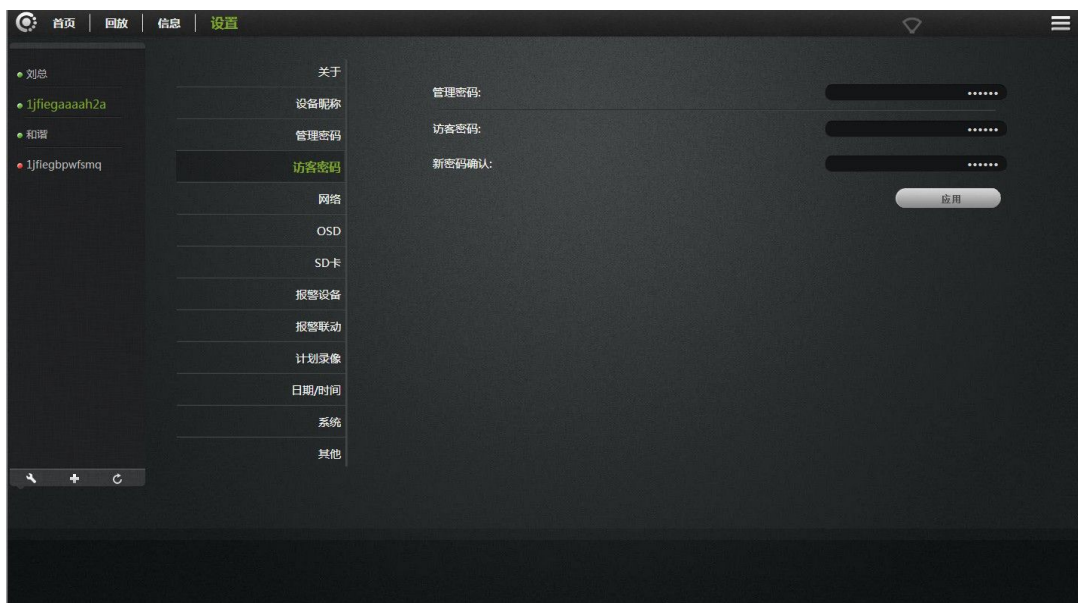 首页 | 回放 | 信息 | 设置
刘总
1jfiegaaaah2a
和谐
1jfiegbpwfsmq
关于
设备昵称
管理密码
访客密码
网络
OSD
SD卡
报警设备
报警联动
计划录像
日期/时间
系统
其他
管理密码: ••••••
访客密码: ••••••
新密码确认: ••••••
应用